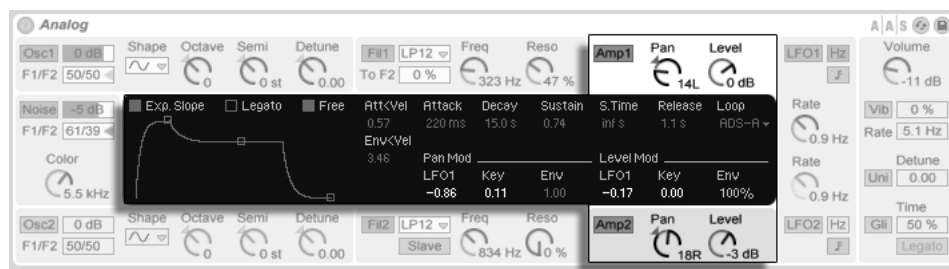 Analog
A|A|S
Osc1 0 dB Shape Octave Semi Detune
F1/F2 50/50 0 0 st 0.00
Fil1 LP12 Freq Reso
To F2 0 % 323 Hz 47 %
Amp1 Pan Level
14L 0 dB
LFO1 Hz
Volume
-11 dB
Noise -5 dB
F1/F2 61/39
Color
5.5 kHz
Exp. Slope Legato Free
Att<Vel Attack Decay Sustain S.Time Release Loop
0.57 220 ms 15.0 s 0.74 inf s 1.1 s ADS-A
Env<Vel
3.46 Pan Mod Level Mod
LFO1 Key Env LFO1 Key Env
-0.86 0.11 1.00 -0.17 0.00 100%
Rate
0.9 Hz
Rate
0.9 Hz
Vib 0 %
Rate 5.1 Hz
Detune
Uni 0.00
Osc2 0 dB Shape Octave Semi Detune
F1/F2 50/50 0 0 st 0.00
Fil2 LP12 Freq Reso
Slave 834 Hz 0 %
Amp2 Pan Level
18R -3 dB
LFO2 Hz
Time
Gli 50 %
Legato